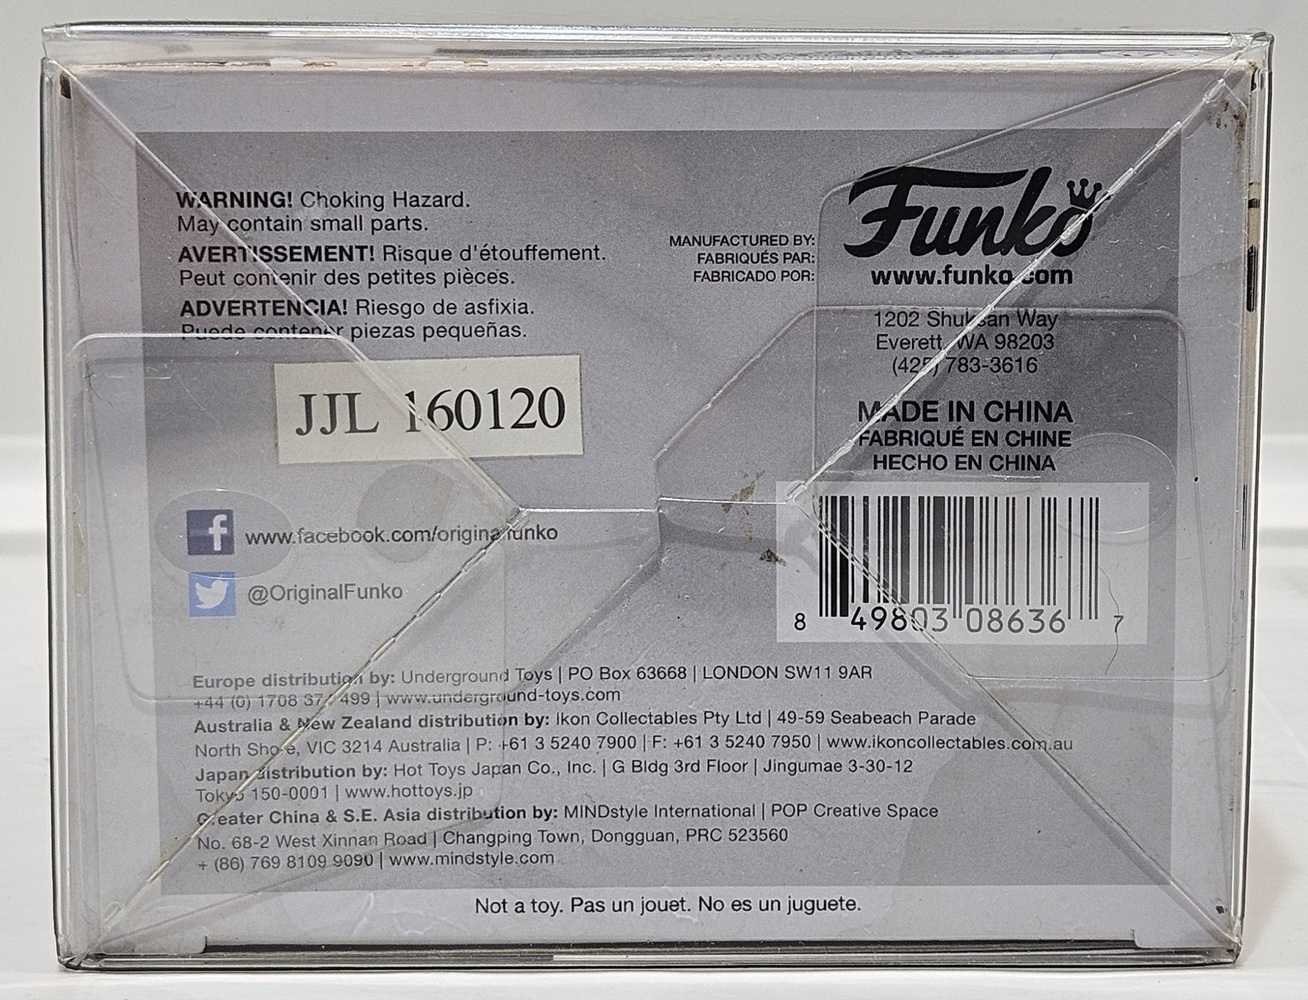 WARNING! Choking Hazard.
May contain small parts.
AVERTISSEMENT! Risque d'étouffement.
Peut contenir des petites pièces.
ADVERTENCIA! Riesgo de asfixia.
Puede contener piezas pequeñas.
JJL 160120
www.facebook.com/originalfunko
@OriginalFunko
MANUFACTURED BY:
FABRIQUÉS PAR:
FABRICADO POR:
Funko
www.funko.com
1202 Shuksan Way
Everett, WA 98203
(425) 783-3616
MADE IN CHINA
FABRIQUÉ EN CHINE
HECHO EN CHINA
8 49803 08636 7
Europe distribution by: Underground Toys | PO Box 63668 | LONDON SW11 9AR
+44 (0) 1708 37 499 | www.underground-toys.com
Australia & New Zealand distribution by: Ikon Collectables Pty Ltd | 49-59 Seabeach Parade
North Shore, VIC 3214 Australia | P: +61 3 5240 7900 | F: +61 3 5240 7950 | www.ikoncollectables.com.au
Japan distribution by: Hot Toys Japan Co., Inc. | G Bldg 3rd Floor | Jingumae 3-30-12
Tokyo 150-0001 | www.hottoys.jp
Greater China & S.E. Asia distribution by: MINDstyle International | POP Creative Space
No. 68-2 West Xinnan Road | Changping Town, Dongguan, PRC 523560
+ (86) 769 8109 9090 | www.mindstyle.com
Not a toy. Pas un jouet. No es un juguete.